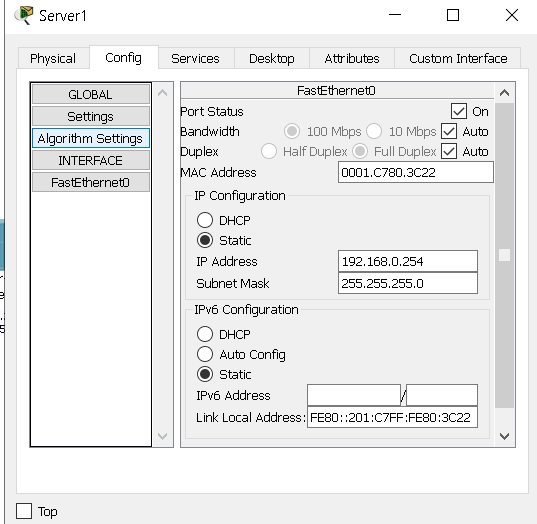 Server1
Physical Config Services Desktop Attributes Custom Interface
GLOBAL
Settings
Algorithm Settings
INTERFACE
FastEthernet0
FastEthernet0
Port Status On
Bandwidth 100 Mbps 10 Mbps Auto
Duplex Half Duplex Full Duplex Auto
MAC Address 0001.C780.3C22
IP Configuration
DHCP
Static
IP Address 192.168.0.254
Subnet Mask 255.255.255.0
IPv6 Configuration
DHCP
Auto Config
Static
IPv6 Address /
Link Local Address: FE80::201:C7FF:FE80:3C22
Top